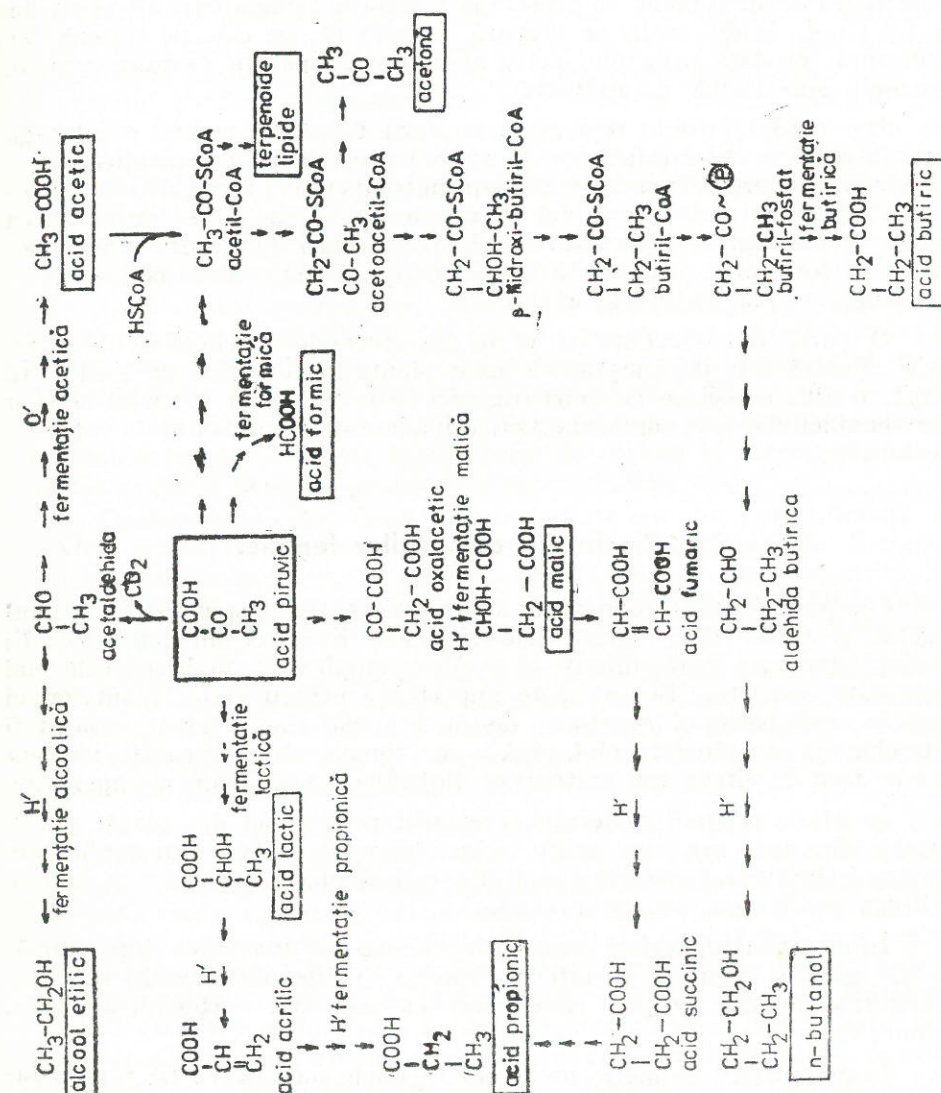 CH3-CH2OH
alcool etilic
H'
fermentație alcoolică
CHO
CH3
acetaldehida
CO2
O'
fermentație acetică
CH3-COOH
acid acetic
HSCoA
COOH
CO
CH3
acid piruvic
CH3-CO-SCoA
acetil-CoA
terpenoide
lipide
fermentație
formică
HCOOH
acid formic
COOH
CHOH
CH3
acid lactic
fermentație
lactică
H'
COOH
CH
CH2
acid acrilitic
H' fermentație propionică
COOH
CH2
CH3
acid propionic
CO-COOH
CH2-COOH
acid oxalacetic
H' fermentație malică
CHOH-COOH
CH2-COOH
acid malic
CH2-CO-SCoA
CO-CH3
acetoacetil-CoA
CH3
CO
CH3
acetonă
CH2-CO-SCoA
CHOH-CH3
β-hidroxi-butiril-CoA
CH2-CO-SCoA
CH2-CH3
butiril-CoA
CH2-CO~P
CH2-CH3
butiril-fosfat
fermentație
butirică
CH2-COOH
CH2-CH3
acid butiric
CH-COOH
CH-COOH
acid fumaric
H'
CH2-COOH
CH2-COOH
acid succinic
CH2-CHO
CH2-CH3
aldehida butirica
H'
CH2-CH2OH
CH2-CH3
n-butanol